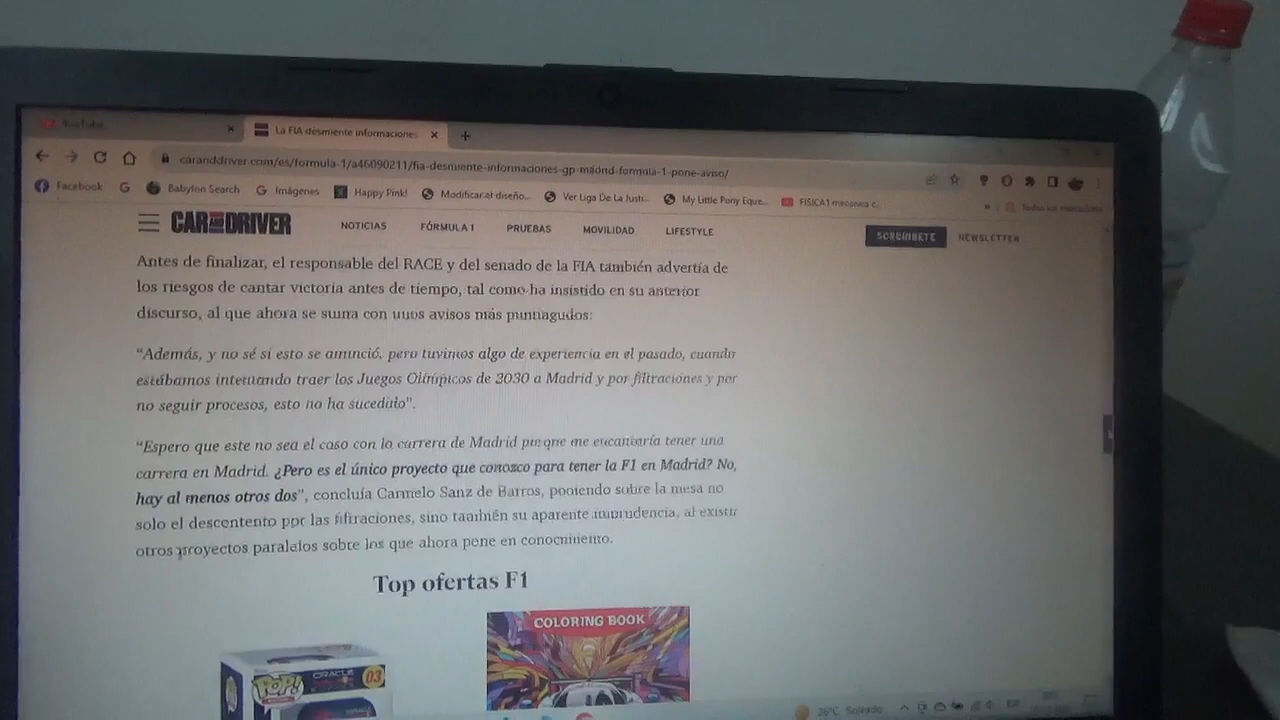 YouTube
La FIA desmiente informaciones
caranddriver.com/es/formula-1/a46090211/fia-desmiente-informaciones-gp-madrid-formula-1-pone-aviso/
Facebook
Babylon Search
Imágenes
Happy Pink!
Modificar el diseño...
Ver Liga De La Justi...
My Little Pony Eque...
FISICA1 mecanica c...
Todos los marcadores
CAR AND DRIVER
NOTICIAS
FÓRMULA 1
PRUEBAS
MOVILIDAD
LIFESTYLE
SUSCRÍBETE
NEWSLETTER
Antes de finalizar, el responsable del RACE y del senado de la FIA también advertía de
los riesgos de cantar victoria antes de tiempo, tal como ha insistido en su anterior
discurso, al que ahora se suma con unos avisos más puntiagudos:
"Además, y no sé si esto se anunció, pero tuvimos algo de experiencia en el pasado, cuando
estábamos intentando traer los Juegos Olímpicos de 2030 a Madrid y por filtraciones y por
no seguir procesos, esto no ha sucedido".
"Espero que este no sea el caso con la carrera de Madrid porque me encantaría tener una
carrera en Madrid. ¿Pero es el único proyecto que conozco para tener la F1 en Madrid? No,
hay al menos otros dos", concluía Carmelo Sanz de Barros, poniendo sobre la mesa no
solo el descontento por las filtraciones, sino también su aparente imprudencia, al existir
otros proyectos paralelos sobre los que ahora pone en conocimiento.
Top ofertas F1
COLORING BOOK
POP!
ORACLE
03
26°C Soleado